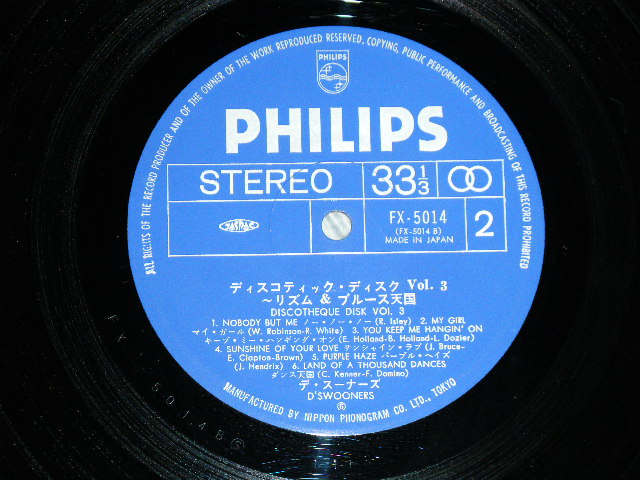 ALL RIGHTS OF THE RECORD PRODUCER AND OF THE OWNER OF THE WORK REPRODUCED RESERVED. COPYING, PUBLIC PERFORMANCE AND BROADCASTING OF THIS RECORD PROHIBITED
PHILIPS
PHILIPS
STEREO 33 1/3
JASRAC
FX-5014
(FX-5014 B)
MADE IN JAPAN
2
ディスコティック・ディスク Vol. 3
～リズム & ブルース天国
DISCOTHEQUE DISK VOL. 3
1. NOBODY BUT ME ノー・ノー・ノー (R. Isley) 2. MY GIRL
マイ・ガール (W. Robinson-R. White) 3. YOU KEEP ME HANGIN' ON
キープ・ミー・ハンギング・オン (E. Holland-B. Holland-L. Dozier)
4. SUNSHINE OF YOUR LOVE サンシャイン・ラブ (J. Bruce-
E. Clapton-Brown) 5. PURPLE HAZE パープル・ヘイズ
(J. Hendrix) 6. LAND OF A THOUSAND DANCES
ダンス天国 (C. Kenner-F. Domino)
デ・スーナーズ
D'SWOONERS
Ⓟ
MANUFACTURED BY NIPPON PHONOGRAM CO. LTD., TOKYO
FX 5014B